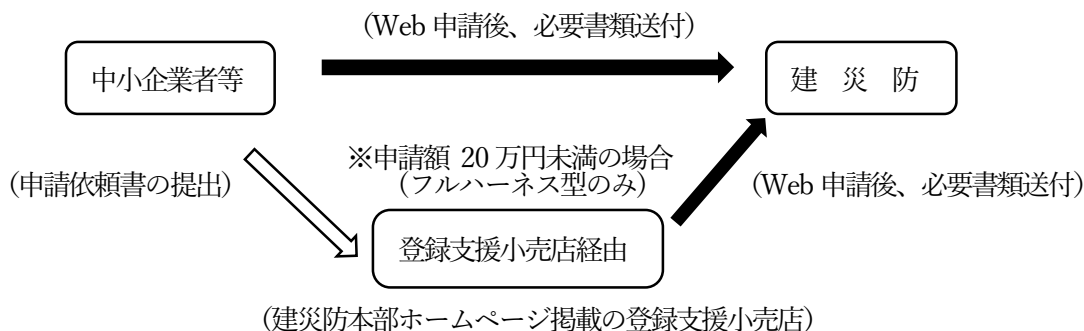 (Web 申請後、必要書類送付)
中小企業者等
建 災 防
※申請額 20 万円未満の場合
(フルハーネス型のみ)
(申請依頼書の提出)
(Web 申請後、必要書類送付)
登録支援小売店経由
(建災防本部ホームページ掲載の登録支援小売店)